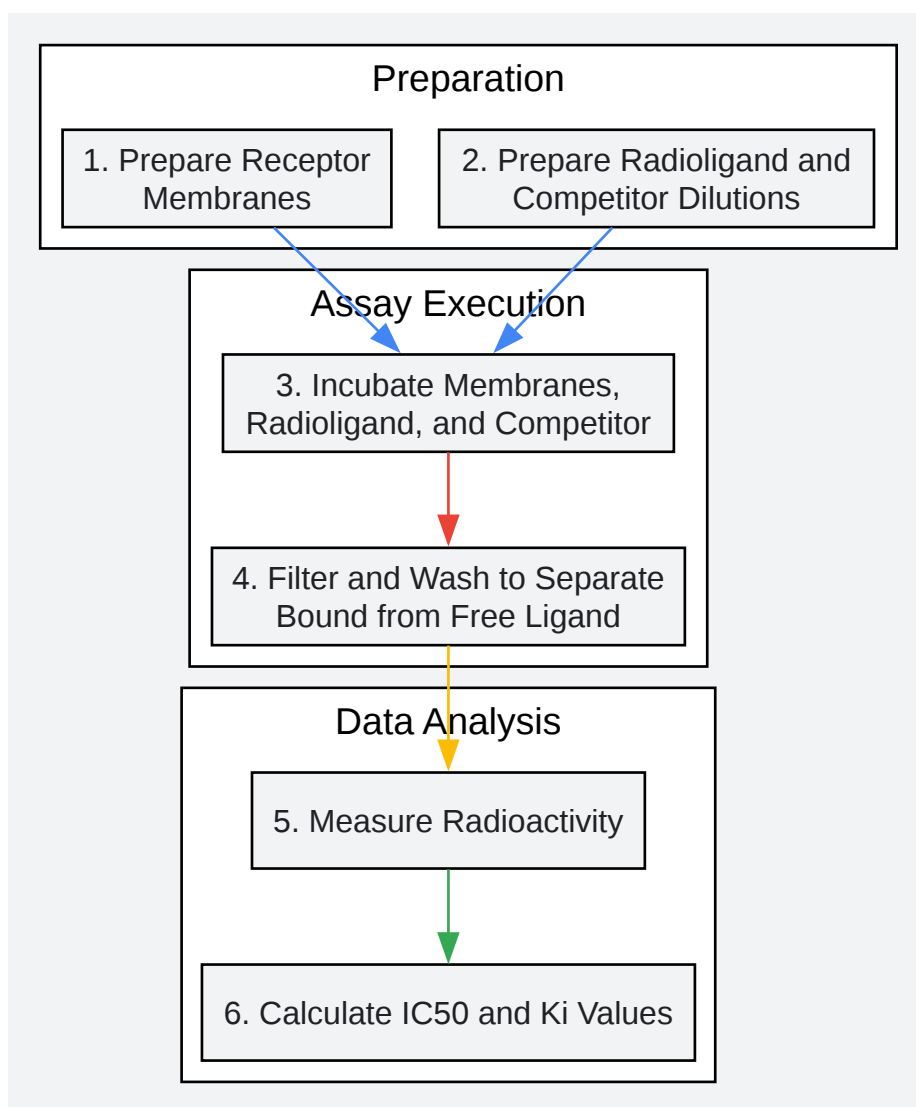 Preparation
1. Prepare Receptor
Membranes
2. Prepare Radioligand and
Competitor Dilutions
Assay Execution
3. Incubate Membranes,
Radioligand, and Competitor
4. Filter and Wash to Separate
Bound from Free Ligand
Data Analysis
5. Measure Radioactivity
6. Calculate IC50 and Ki Values